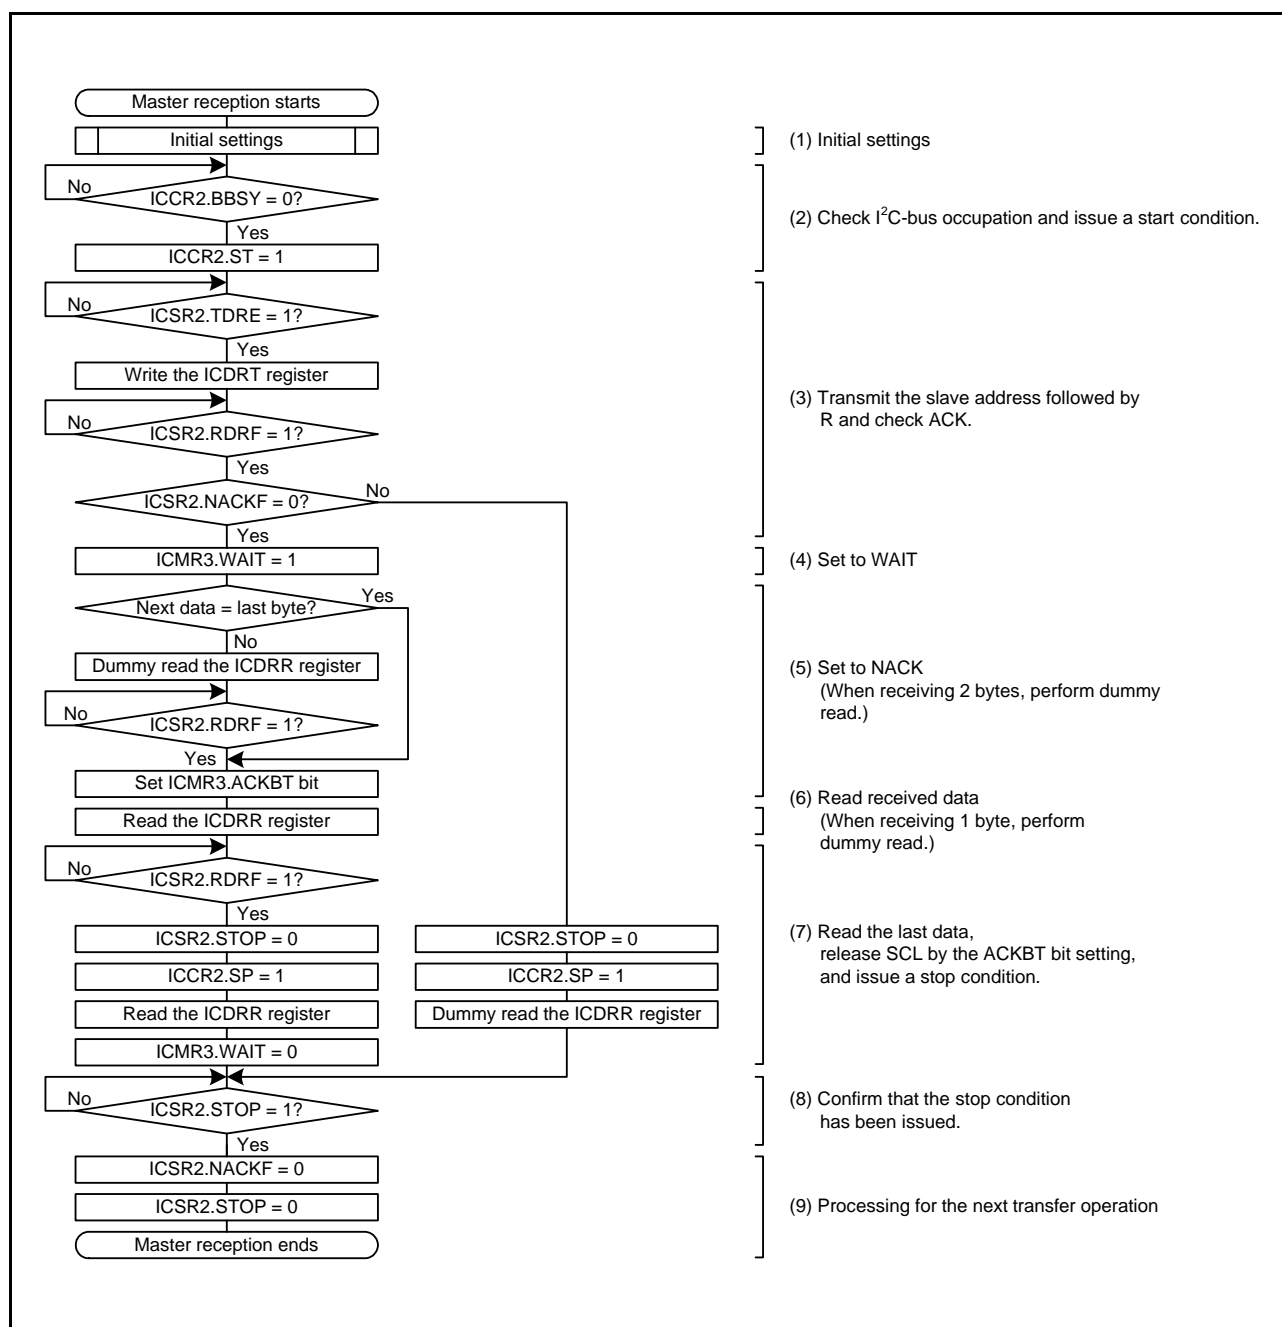 Master reception starts
Initial settings
(1) Initial settings
No
ICCR2.BBSY = 0?
Yes
(2) Check I²C-bus occupation and issue a start condition.
ICCR2.ST = 1
No
ICSR2.TDRE = 1?
Yes
Write the ICDRT register
(3) Transmit the slave address followed by
R and check ACK.
No
ICSR2.RDRF = 1?
Yes
ICSR2.NACKF = 0?
No
Yes
ICMR3.WAIT = 1
(4) Set to WAIT
Next data = last byte?
Yes
No
Dummy read the ICDRR register
(5) Set to NACK
(When receiving 2 bytes, perform dummy
read.)
No
ICSR2.RDRF = 1?
Yes
Set ICMR3.ACKBT bit
(6) Read received data
(When receiving 1 byte, perform
dummy read.)
Read the ICDRR register
No
ICSR2.RDRF = 1?
Yes
ICSR2.STOP = 0
ICSR2.STOP = 0
(7) Read the last data,
release SCL by the ACKBT bit setting,
and issue a stop condition.
ICCR2.SP = 1
ICCR2.SP = 1
Read the ICDRR register
Dummy read the ICDRR register
ICMR3.WAIT = 0
No
ICSR2.STOP = 1?
Yes
(8) Confirm that the stop condition
has been issued.
ICSR2.NACKF = 0
ICSR2.STOP = 0
(9) Processing for the next transfer operation
Master reception ends